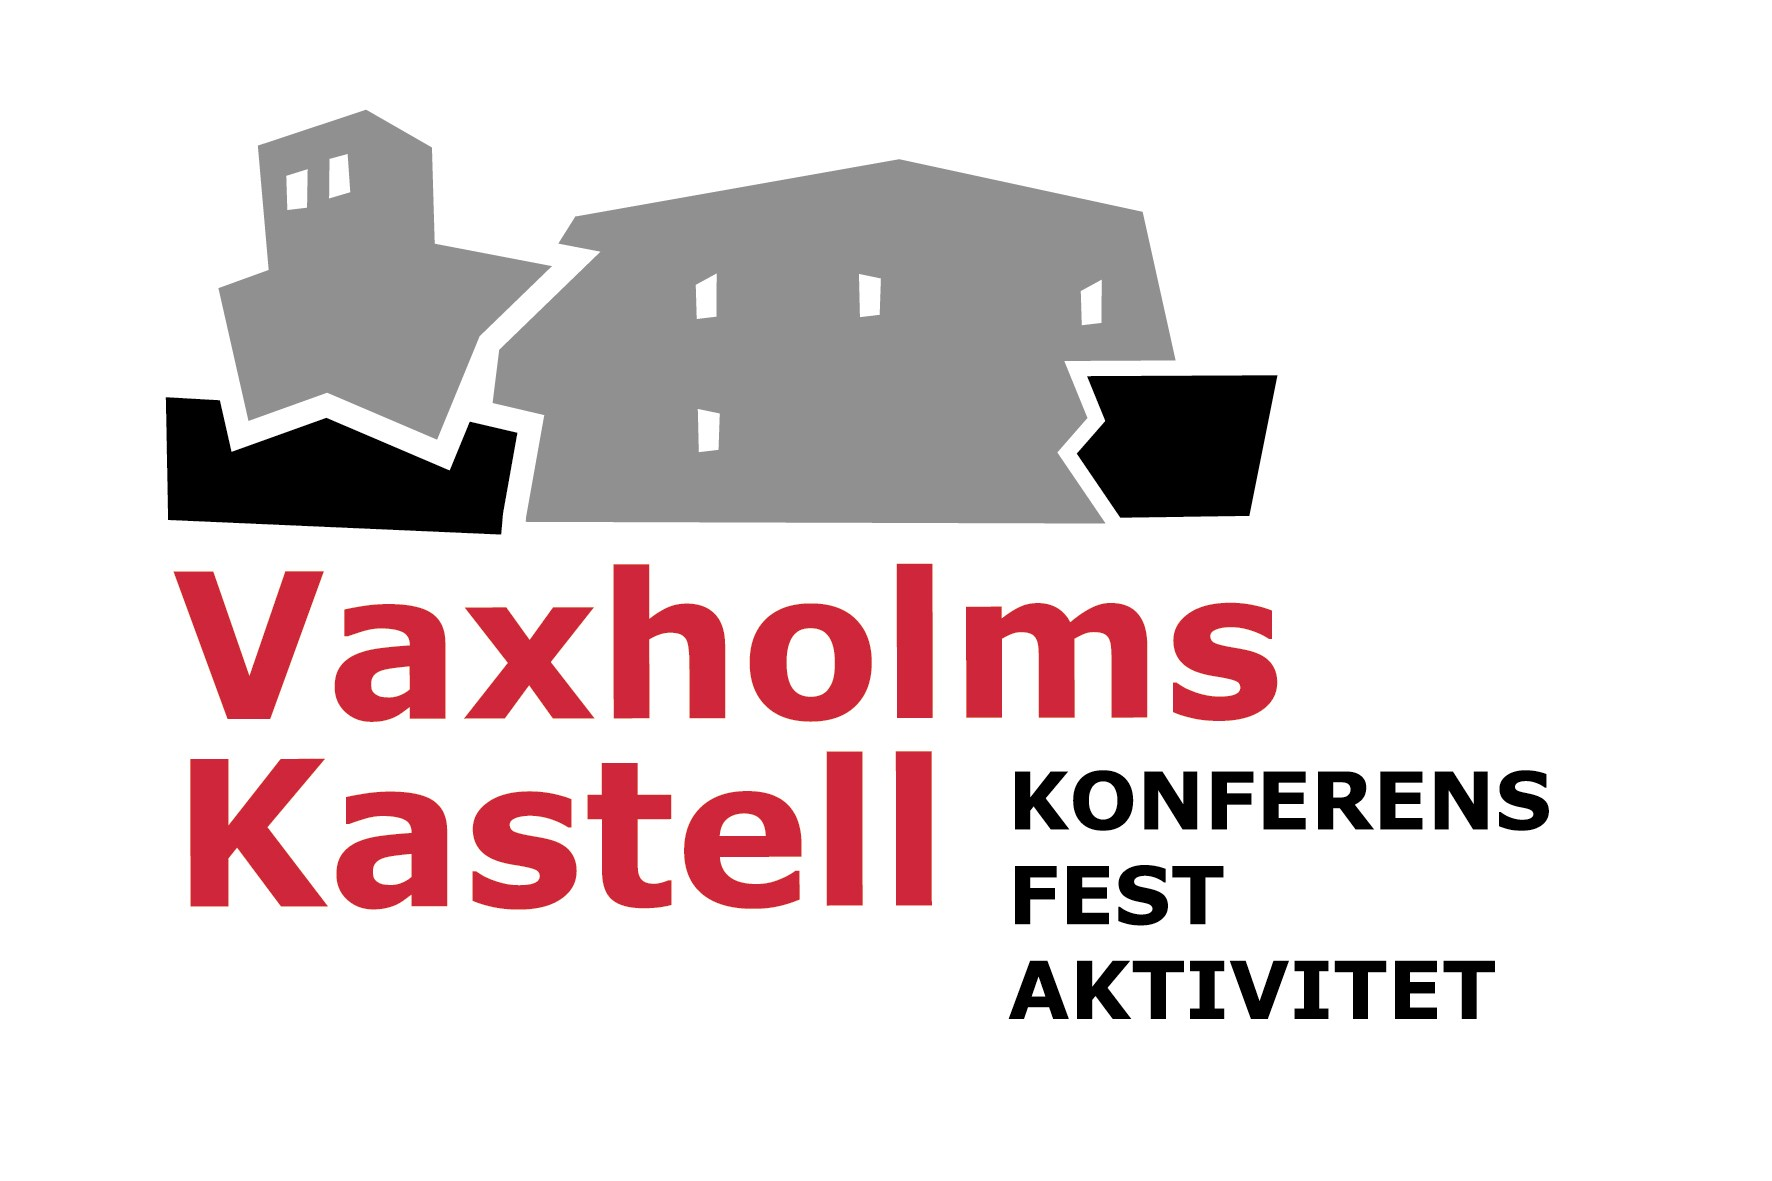 Vaxholms
Kastell
KONFERENS
FEST
AKTIVITET